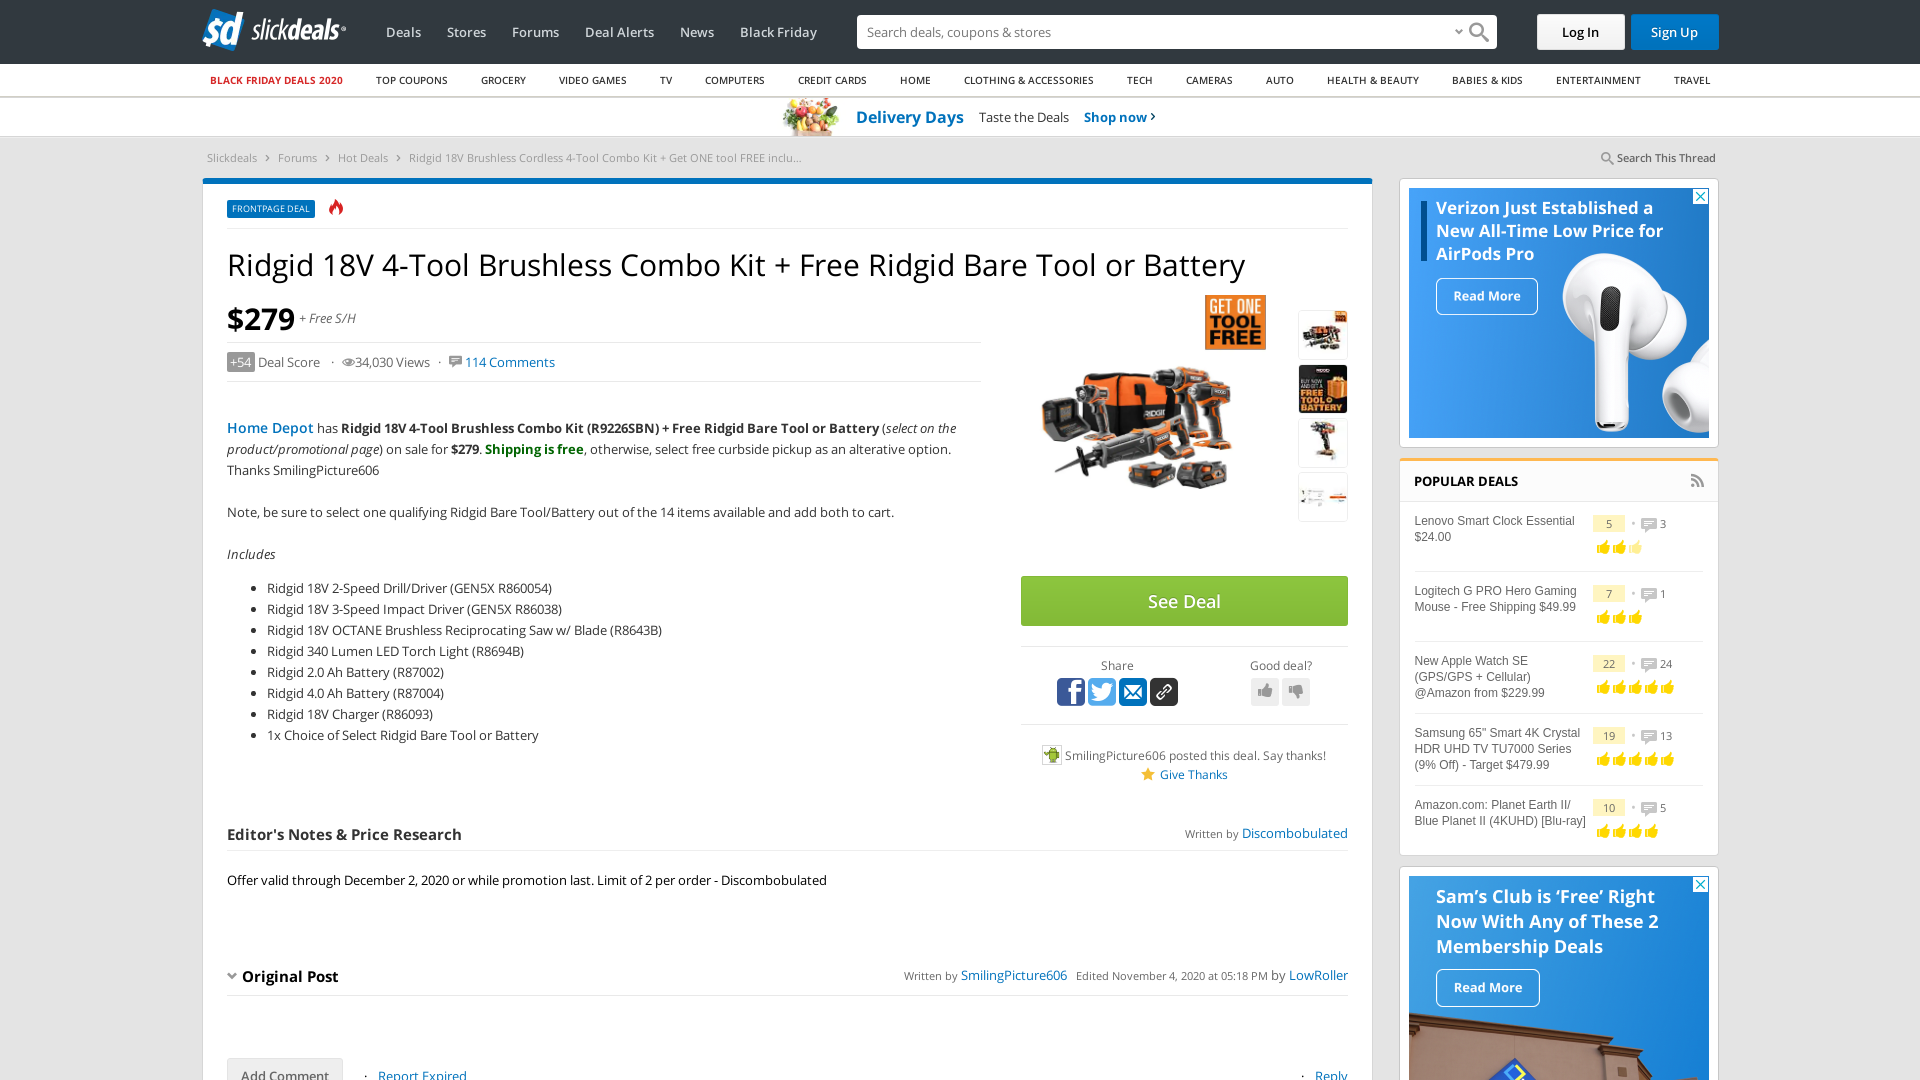 slickdeals
Deals
Stores
Forums
Deal Alerts
News
Black Friday
Search deals, coupons & stores
Log In
Sign Up
BLACK FRIDAY DEALS 2020
TOP COUPONS
GROCERY
VIDEO GAMES
TV
COMPUTERS
CREDIT CARDS
HOME
CLOTHING & ACCESSORIES
TECH
CAMERAS
AUTO
HEALTH & BEAUTY
BABIES & KIDS
ENTERTAINMENT
TRAVEL
Delivery Days Taste the Deals Shop now
Slickdeals > Forums > Hot Deals > Ridgid 18V Brushless Cordless 4-Tool Combo Kit + Get ONE tool FREE inclu...
Search This Thread
FRONTPAGE DEAL
Ridgid 18V 4-Tool Brushless Combo Kit + Free Ridgid Bare Tool or Battery
$279 + Free S/H
+54 Deal Score · 34,030 Views · 114 Comments
Home Depot has Ridgid 18V 4-Tool Brushless Combo Kit (R9226SBN) + Free Ridgid Bare Tool or Battery (select on the
product/promotional page) on sale for $279. Shipping is free, otherwise, select free curbside pickup as an alterative option.
Thanks SmilingPicture606
Note, be sure to select one qualifying Ridgid Bare Tool/Battery out of the 14 items available and add both to cart.
Includes
• Ridgid 18V 2-Speed Drill/Driver (GEN5X R860054)
• Ridgid 18V 3-Speed Impact Driver (GEN5X R86038)
• Ridgid 18V OCTANE Brushless Reciprocating Saw w/ Blade (R8643B)
• Ridgid 340 Lumen LED Torch Light (R8694B)
• Ridgid 2.0 Ah Battery (R87002)
• Ridgid 4.0 Ah Battery (R87004)
• Ridgid 18V Charger (R86093)
• 1x Choice of Select Ridgid Bare Tool or Battery
GET ONE
TOOL
FREE
RIDGID
BUY NOW
AND GET A
FREE
TOOL OR
BATTERY
See Deal
Share
Good deal?
SmilingPicture606 posted this deal. Say thanks!
Give Thanks
Editor's Notes & Price Research
Written by Discombobulated
Offer valid through December 2, 2020 or while promotion last. Limit of 2 per order - Discombobulated
Original Post
Written by SmilingPicture606 Edited November 4, 2020 at 05:18 PM by LowRoller
Add Comment
· Report Expired
· Reply
Verizon Just Established a
New All-Time Low Price for
AirPods Pro
Read More
POPULAR DEALS
Lenovo Smart Clock Essential
$24.00
5 • 3
Logitech G PRO Hero Gaming
Mouse - Free Shipping $49.99
7 • 1
New Apple Watch SE
(GPS/GPS + Cellular)
@Amazon from $229.99
22 • 24
Samsung 65" Smart 4K Crystal
HDR UHD TV TU7000 Series
(9% Off) - Target $479.99
19 • 13
Amazon.com: Planet Earth II/
Blue Planet II (4KUHD) [Blu-ray]
10 • 5
Sam's Club is 'Free' Right
Now With Any of These 2
Membership Deals
Read More